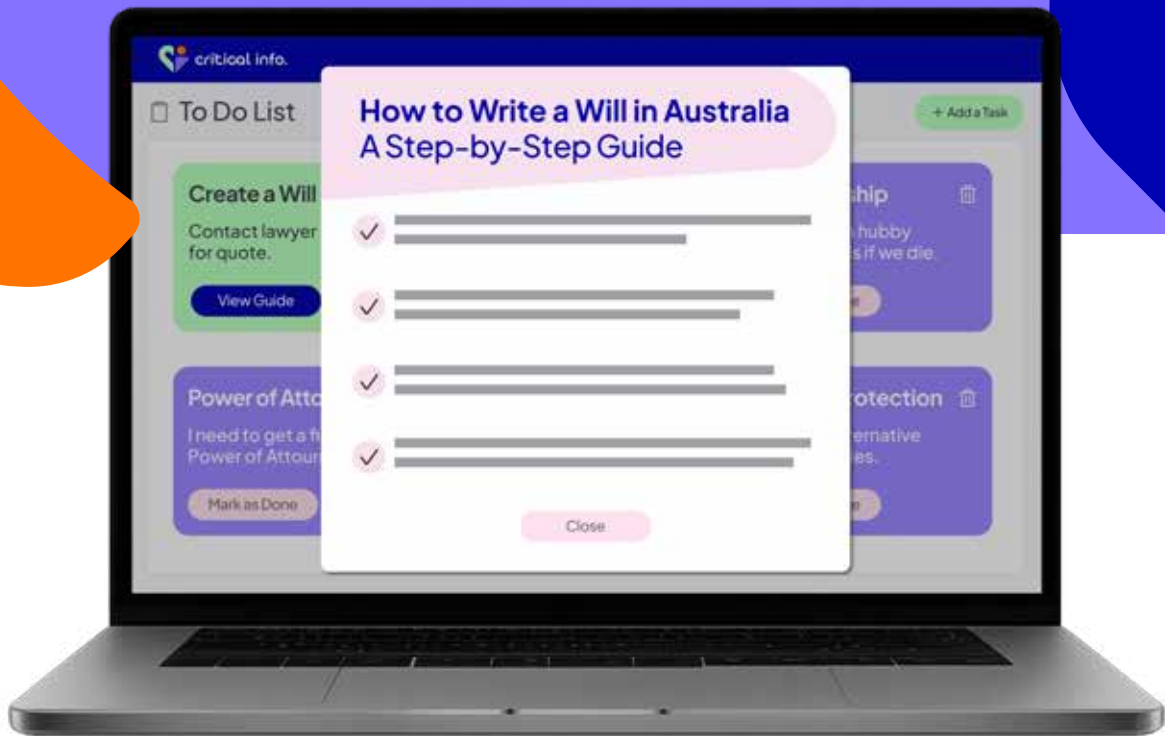 critical info.
To Do List
+ Add a Task
How to Write a Will in Australia
A Step-by-Step Guide
Create a Will
Contact lawyer
for quote.
View Guide
hip
hubby
s if we die.
Power of Atto
I need to get a
Power of Attour
Mark as Done
otection
ernative
es.
Close